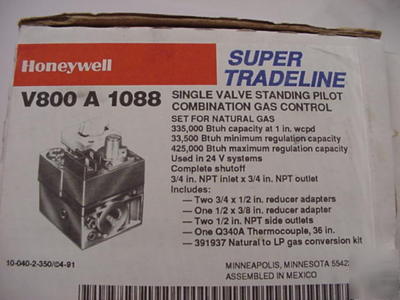 Honeywell
SUPER
TRADELINE
V800 A 1088
SINGLE VALVE STANDING PILOT
COMBINATION GAS CONTROL
SET FOR NATURAL GAS
335,000 Btuh capacity at 1 in. wcpd
33,500 Btuh minimum regulation capacity
425,000 Btuh maximum regulation capacity
Used in 24 V systems
Complete shutoff
3/4 in. NPT inlet x 3/4 in. NPT outlet
Includes:
— Two 3/4 x 1/2 in. reducer adapters
— One 1/2 x 3/8 in. reducer adapter
— Two 1/2 in. NPT side outlets
— One Q340A Thermocouple, 36 in.
— 391937 Natural to LP gas conversion kit
10-040-2-350/04-91
MINNEAPOLIS, MINNESOTA 5542
ASSEMBLED IN MEXICO